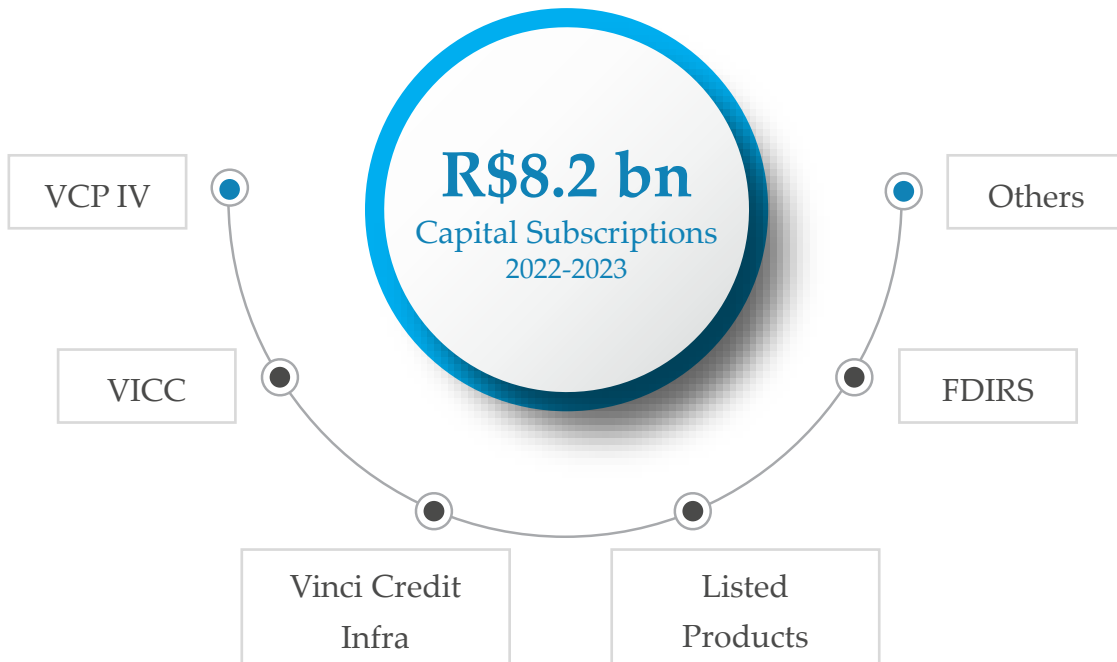 R$8.2 bn
Capital Subscriptions
2022-2023
VCP IV
VICC
Vinci Credit
Infra
Listed
Products
FDIRS
Others